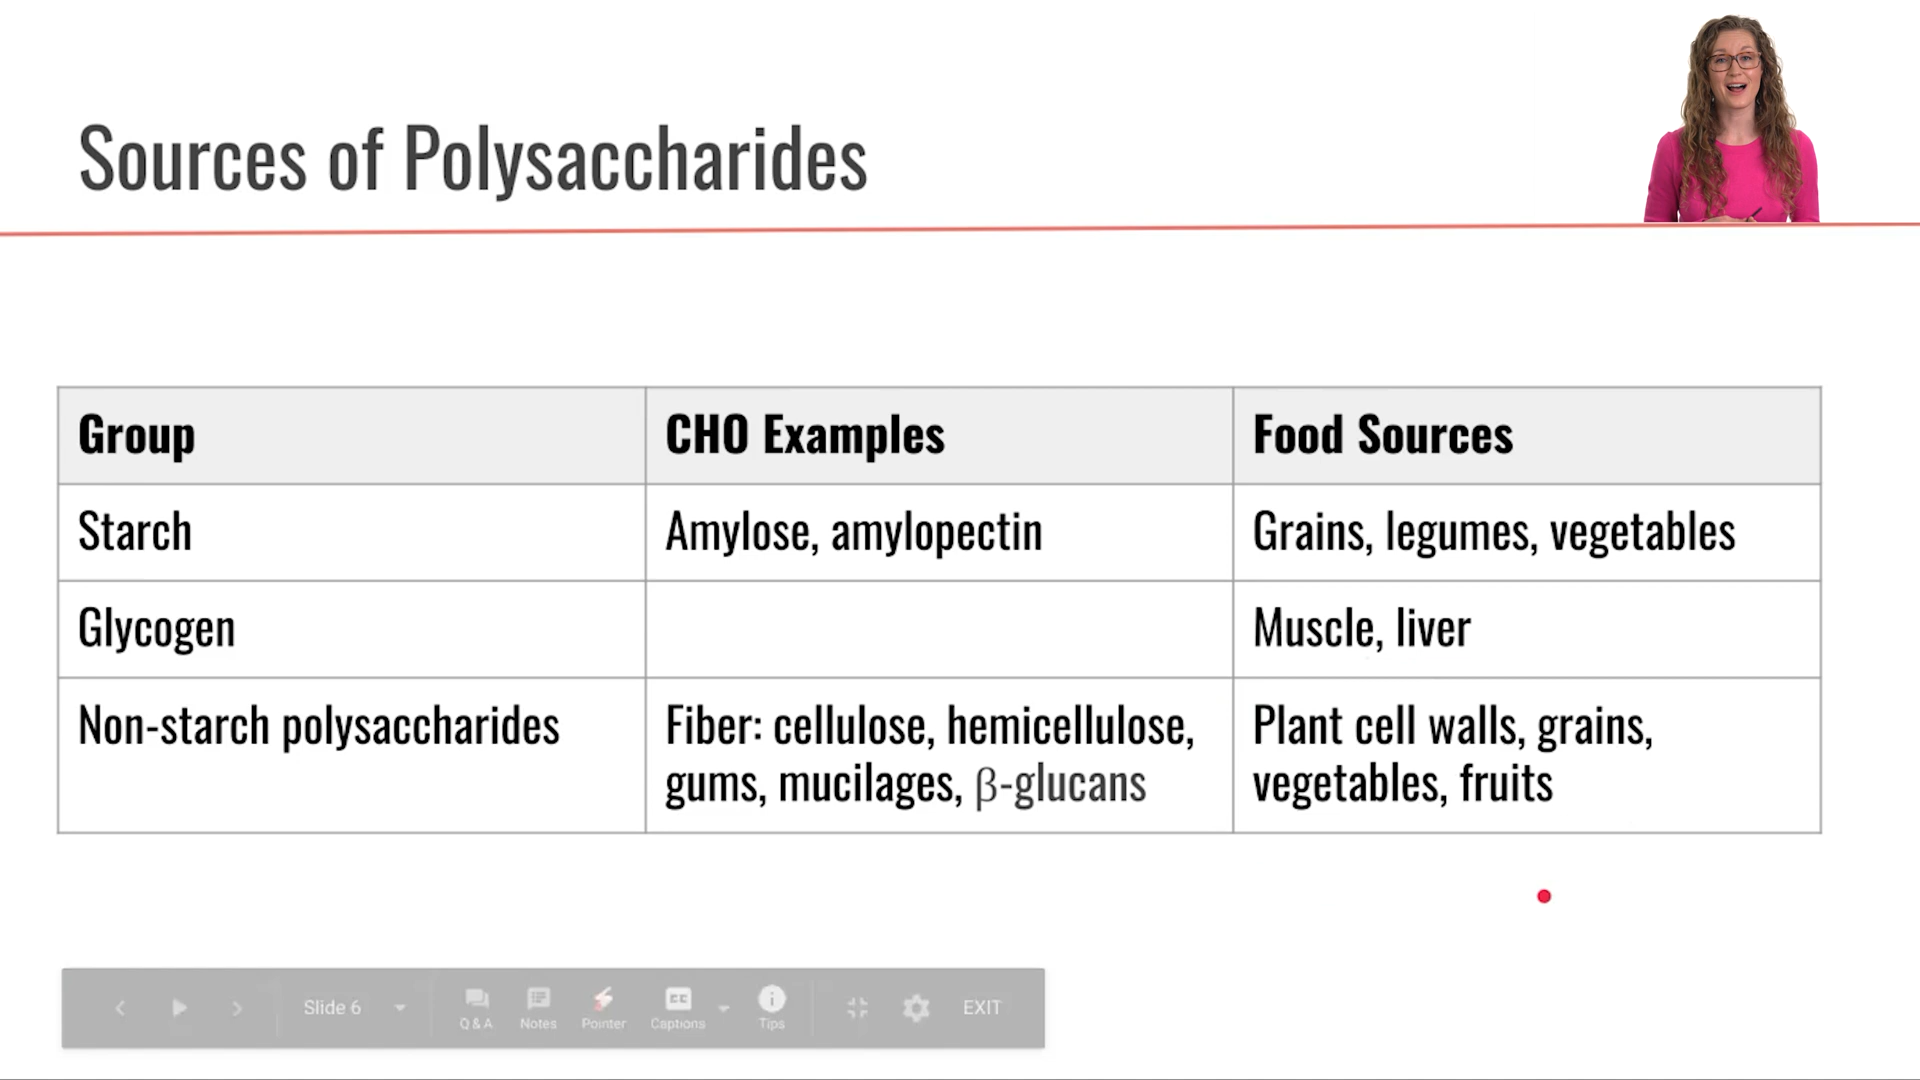 Sources of Polysaccharides
Group
CHO Examples
Food Sources
Starch
Amylose, amylopectin
Grains, legumes, vegetables
Glycogen
Muscle, liver
Non-starch polysaccharides
Fiber: cellulose, hemicellulose,
gums, mucilages, β-glucans
Plant cell walls, grains,
vegetables, fruits
Slide 6
Q & A
Notes
Pointer
CC
Captions
Tips
EXIT